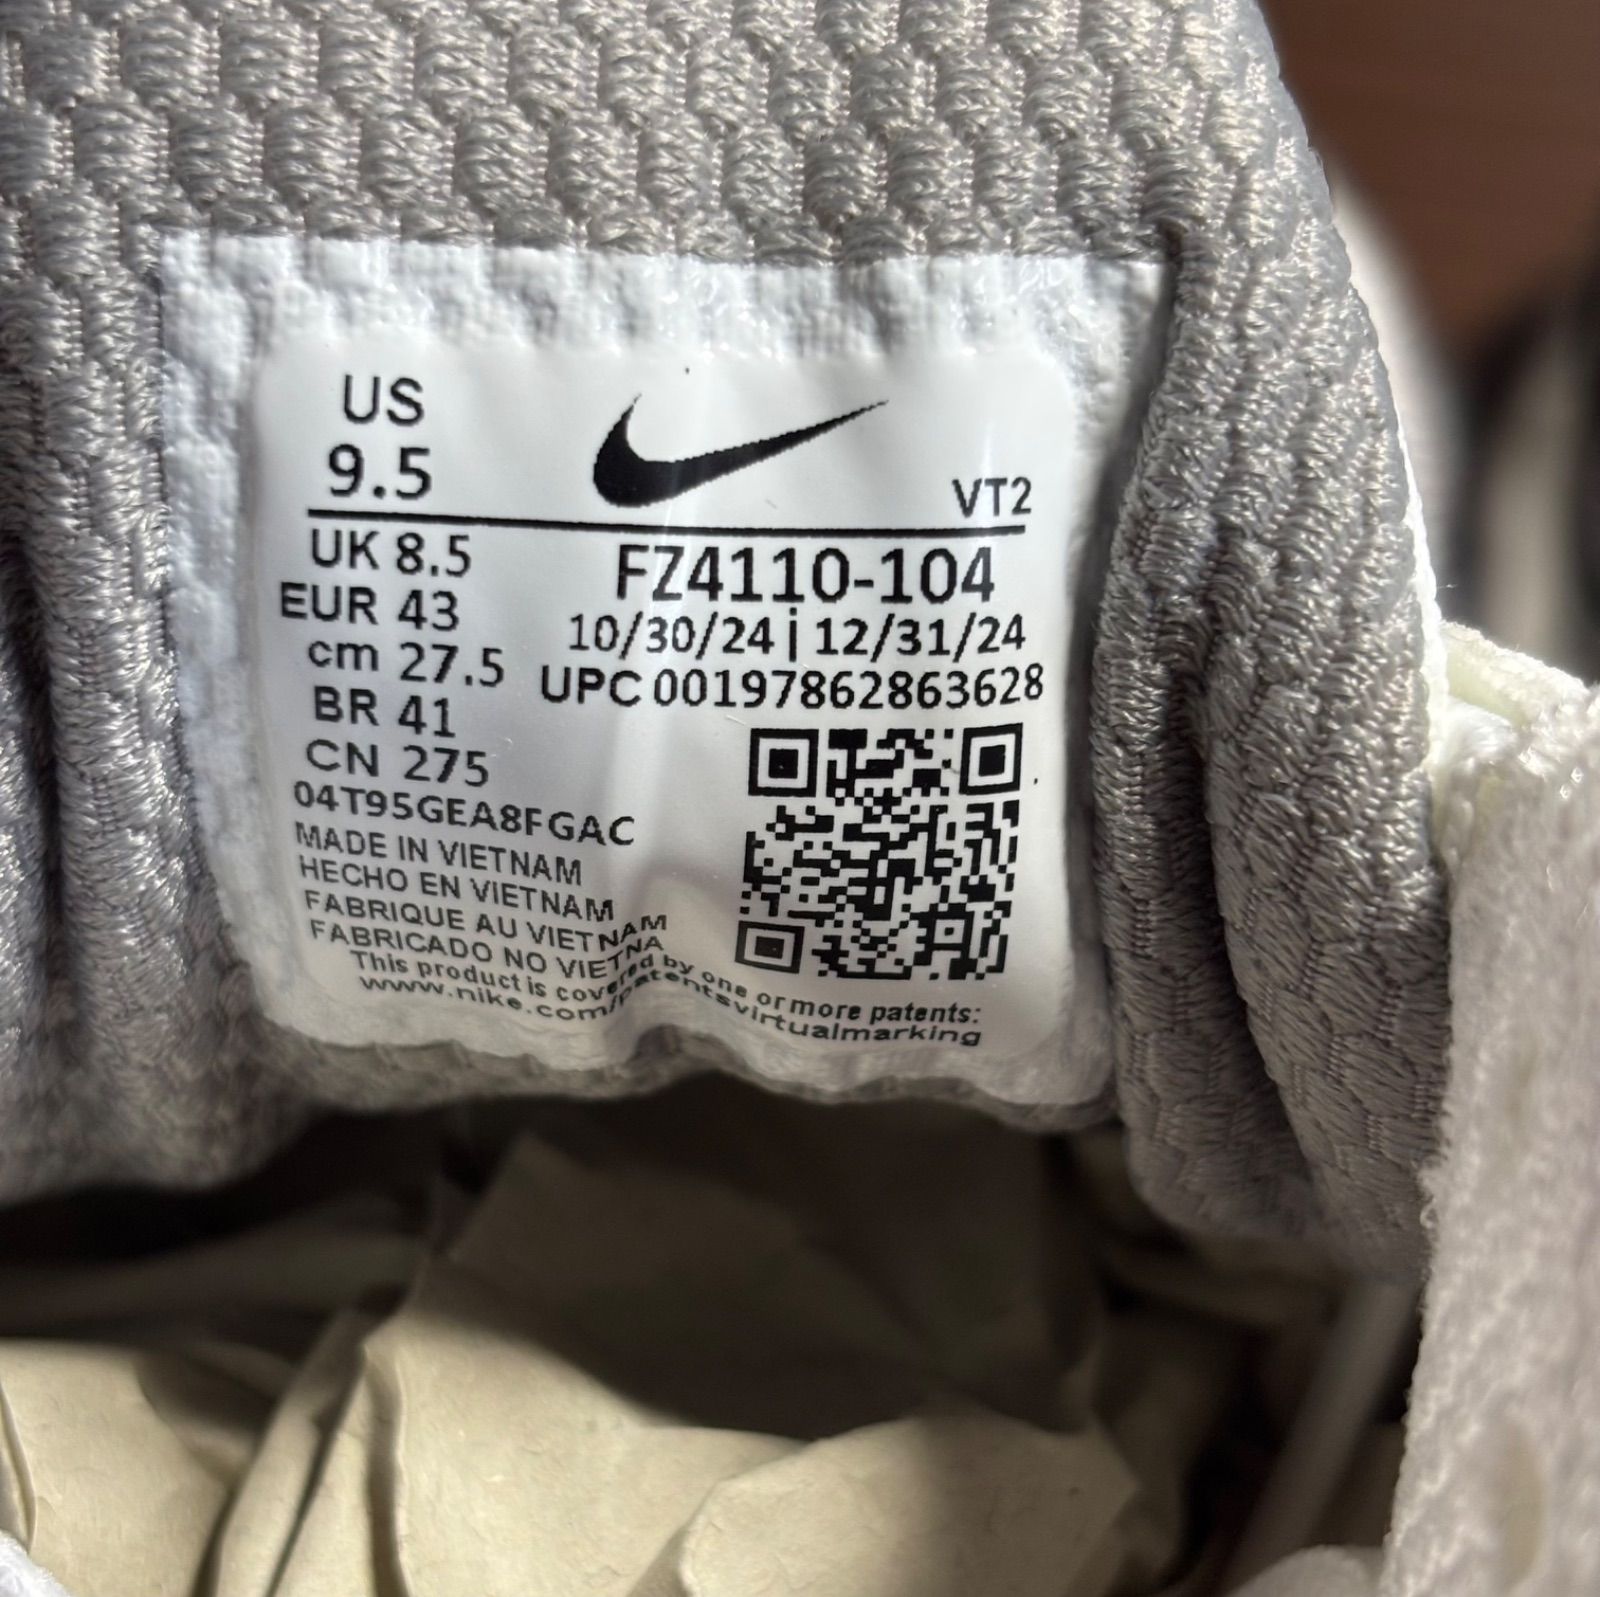 US
9.5
VT2
UK 8.5
EUR 43
cm 27.5
BR 41
CN 275
FZ4110-104
10/30/24 | 12/31/24
UPC 00197862863628
04T95GEA8FGAC
MADE IN VIETNAM
HECHO EN VIETNAM
FABRIQUE AU VIETNAM
FABRICADO NO VIETNA
This product is covered by one or more patents:
www.nike.com/patentsvirtualmarking